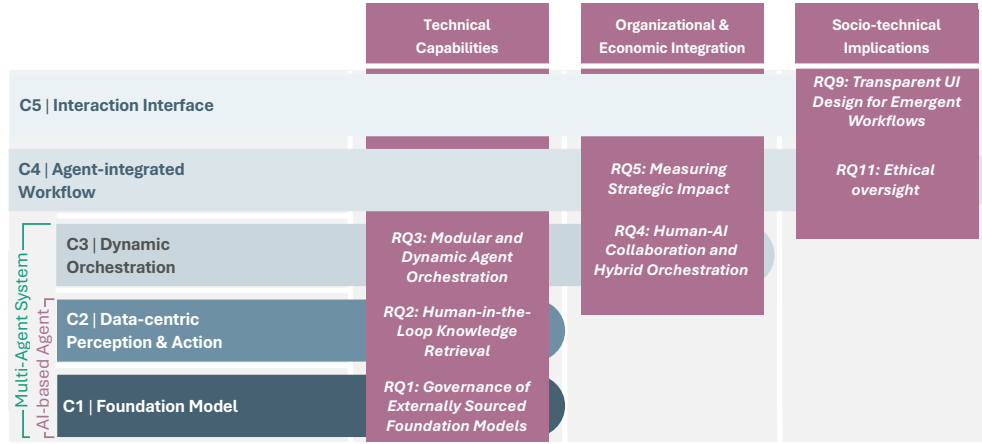 Technical
Capabilities
Organizational &
Economic Integration
Socio-technical
Implications
C5 | Interaction Interface
RQ9: Transparent UI
Design for Emergent
Workflows
C4 | Agent-integrated
Workflow
RQ5: Measuring
Strategic Impact
RQ11: Ethical
oversight
Multi-Agent System
AI-based Agent
C3 | Dynamic
Orchestration
RQ3: Modular and
Dynamic Agent
Orchestration
RQ4: Human-AI
Collaboration and
Hybrid Orchestration
C2 | Data-centric
Perception & Action
RQ2: Human-in-the-
Loop Knowledge
Retrieval
C1 | Foundation Model
RQ1: Governance of
Externally Sourced
Foundation Models